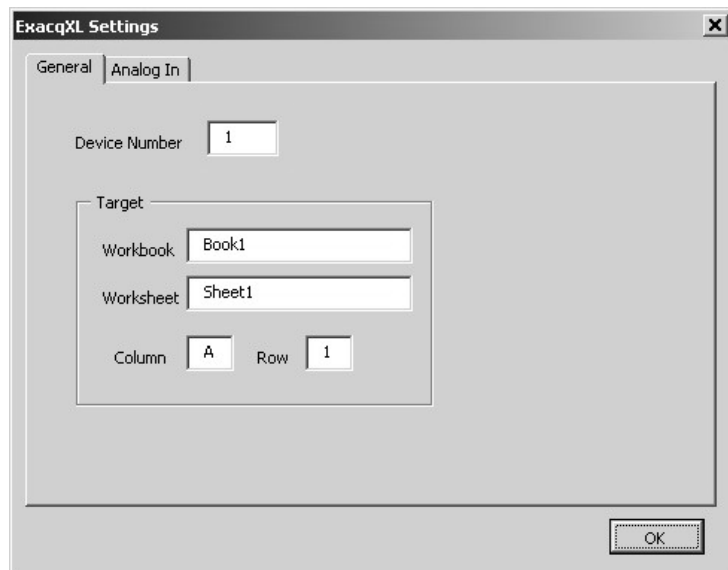 ExacqXL Settings
General Analog In
Device Number 1
Target
Workbook Book1
Worksheet Sheet1
Column A Row 1
OK